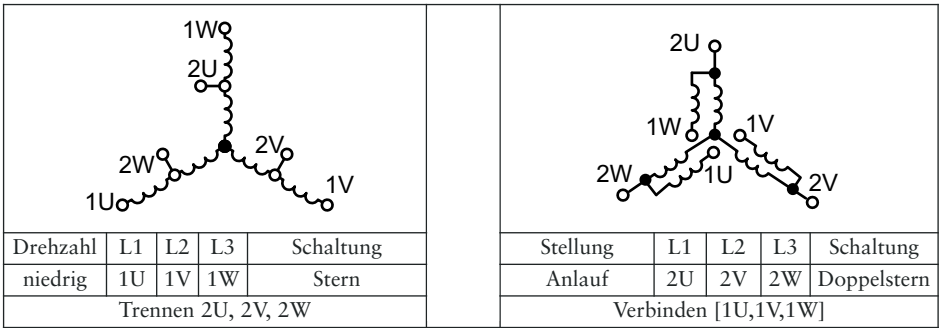 1W
2U
2W
2V
1U
1V
Drehzahl L1 L2 L3 Schaltung
niedrig 1U 1V 1W Stern
Trennen 2U, 2V, 2W
2U
1W
1V
2W
1U
2V
Stellung L1 L2 L3 Schaltung
Anlauf 2U 2V 2W Doppelstern
Verbinden [1U,1V,1W]